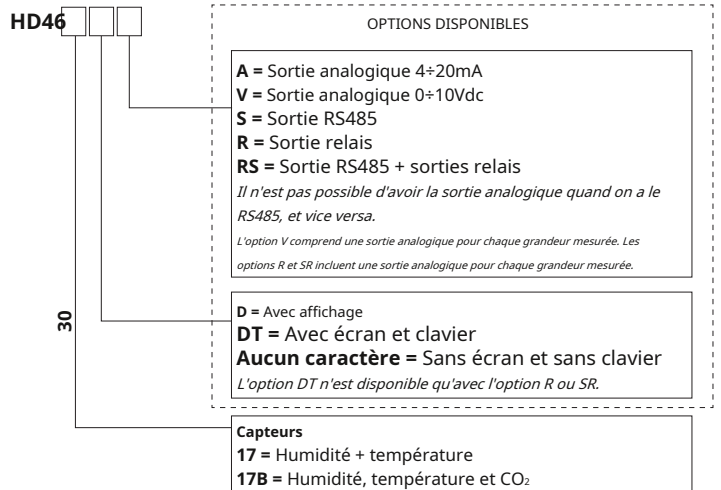 HD46
OPTIONS DISPONIBLES
A = Sortie analogique 4÷20mA
V = Sortie analogique 0÷10Vdc
S = Sortie RS485
R = Sortie relais
RS = Sortie RS485 + sorties relais
Il n'est pas possible d'avoir la sortie analogique quand on a le
RS485, et vice versa.
L'option V comprend une sortie analogique pour chaque grandeur mesurée. Les
options R et SR incluent une sortie analogique pour chaque grandeur mesurée.
30
D = Avec affichage
DT = Avec écran et clavier
Aucun caractère = Sans écran et sans clavier
L'option DT n'est disponible qu'avec l'option R ou SR.
Capteurs
17 = Humidité + température
17B = Humidité, température et CO₂